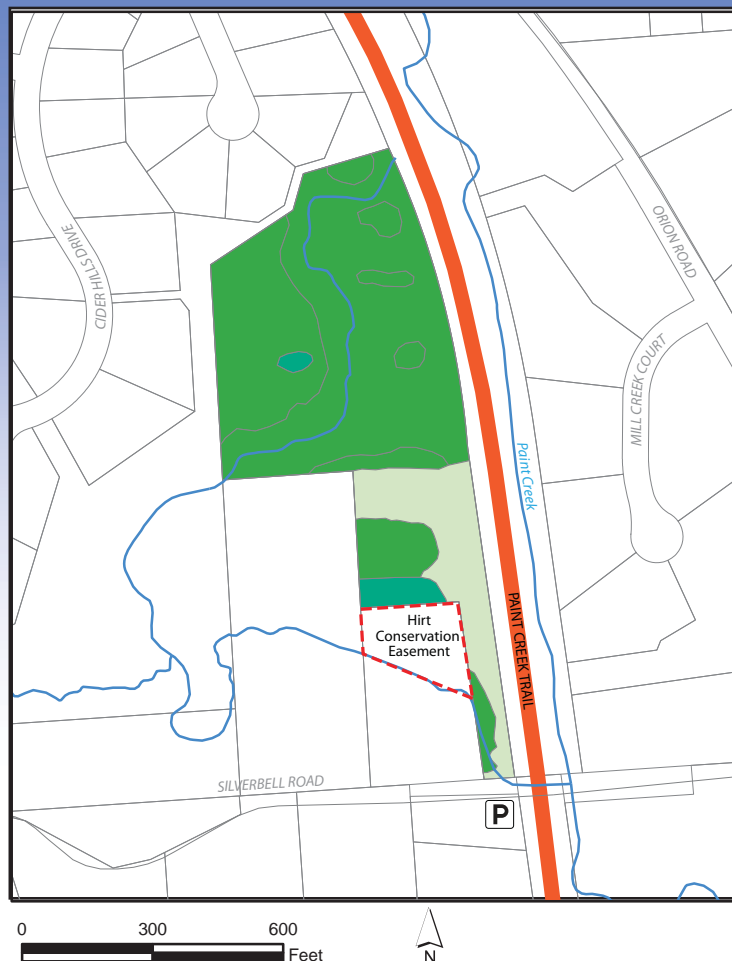 CIDER HILLS DRIVE
ORION ROAD
MILL CREEK COURT
Paint Creek
PAINT CREEK TRAIL
Hirt
Conservation
Easement
SILVERBELL ROAD
P
0 300 600
Feet
N